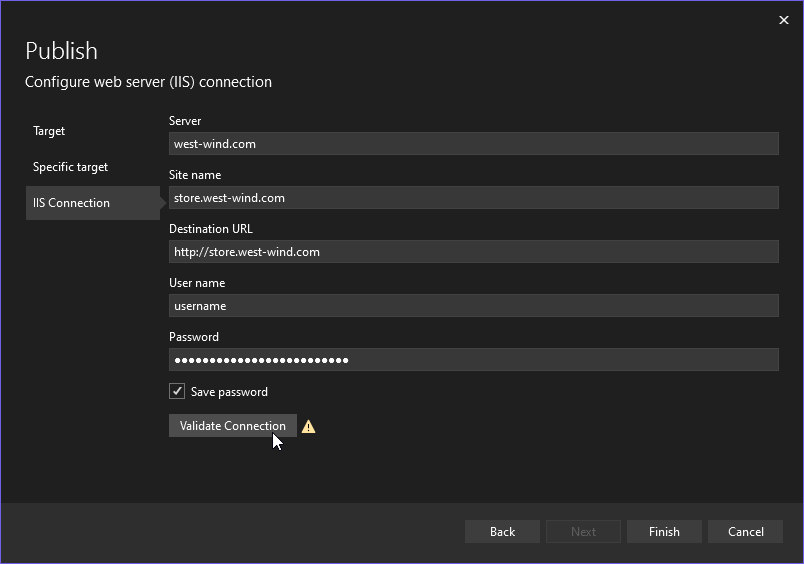 Publish
Configure web server (IIS) connection
Target
Specific target
IIS Connection
Server
west-wind.com
Site name
store.west-wind.com
Destination URL
http://store.west-wind.com
User name
username
Password
•••••••••••••••••••••••••
Save password
Validate Connection
Back
Next
Finish
Cancel